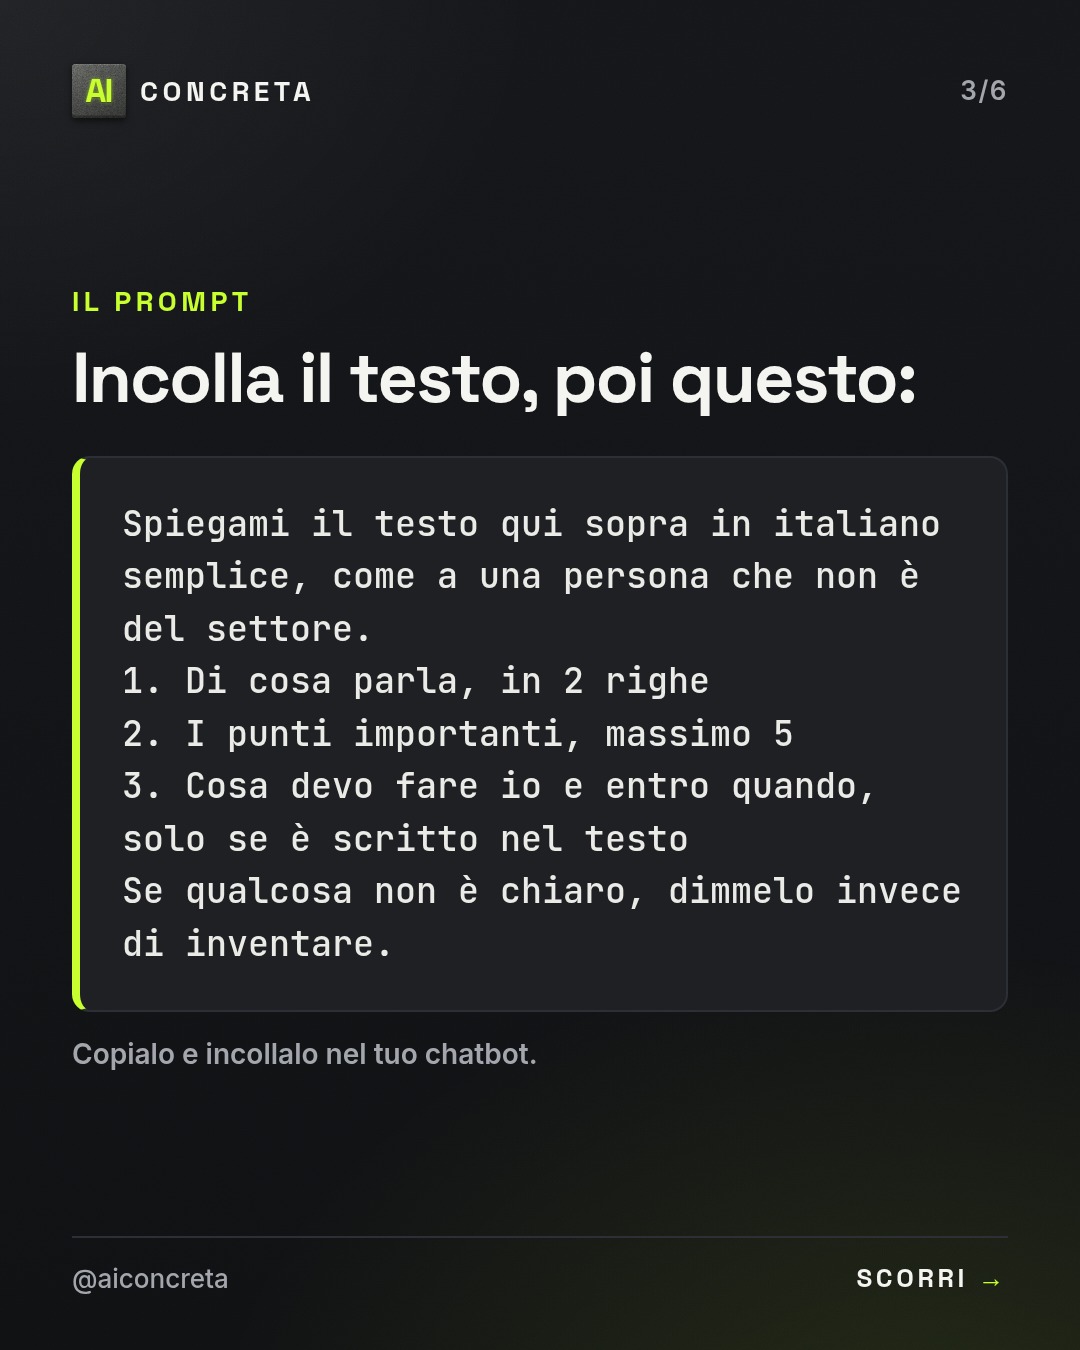 AI CONCRETA
3/6
IL PROMPT
Incolla il testo, poi questo:
Spiegami il testo qui sopra in italiano
semplice, come a una persona che non è
del settore.
1. Di cosa parla, in 2 righe
2. I punti importanti, massimo 5
3. Cosa devo fare io e entro quando,
solo se è scritto nel testo
Se qualcosa non è chiaro, dimmelo invece
di inventare.
Copialo e incollalo nel tuo chatbot.
@aiconcreta
SCORRI →